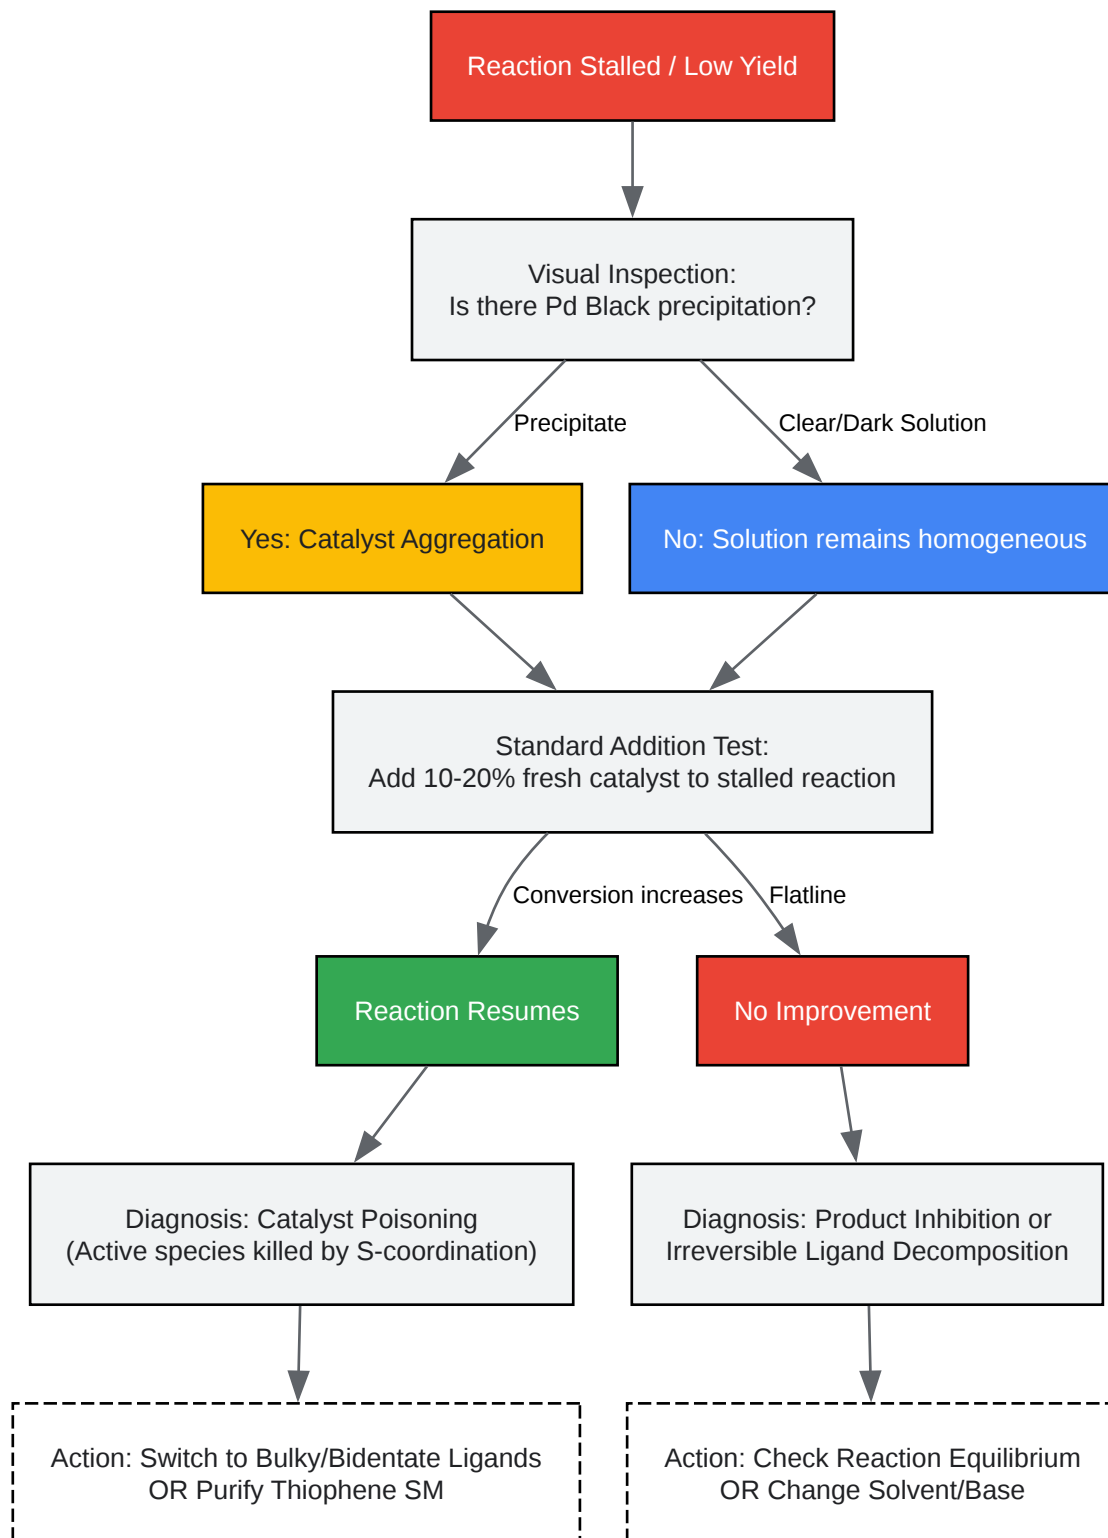 Reaction Stalled / Low Yield
Visual Inspection:
Is there Pd Black precipitation?
Precipitate
Clear/Dark Solution
Yes: Catalyst Aggregation
No: Solution remains homogeneous
Standard Addition Test:
Add 10-20% fresh catalyst to stalled reaction
Conversion increases
Flatline
Reaction Resumes
No Improvement
Diagnosis: Catalyst Poisoning
(Active species killed by S-coordination)
Diagnosis: Product Inhibition or
Irreversible Ligand Decomposition
Action: Switch to Bulky/Bidentate Ligands
OR Purify Thiophene SM
Action: Check Reaction Equilibrium
OR Change Solvent/Base